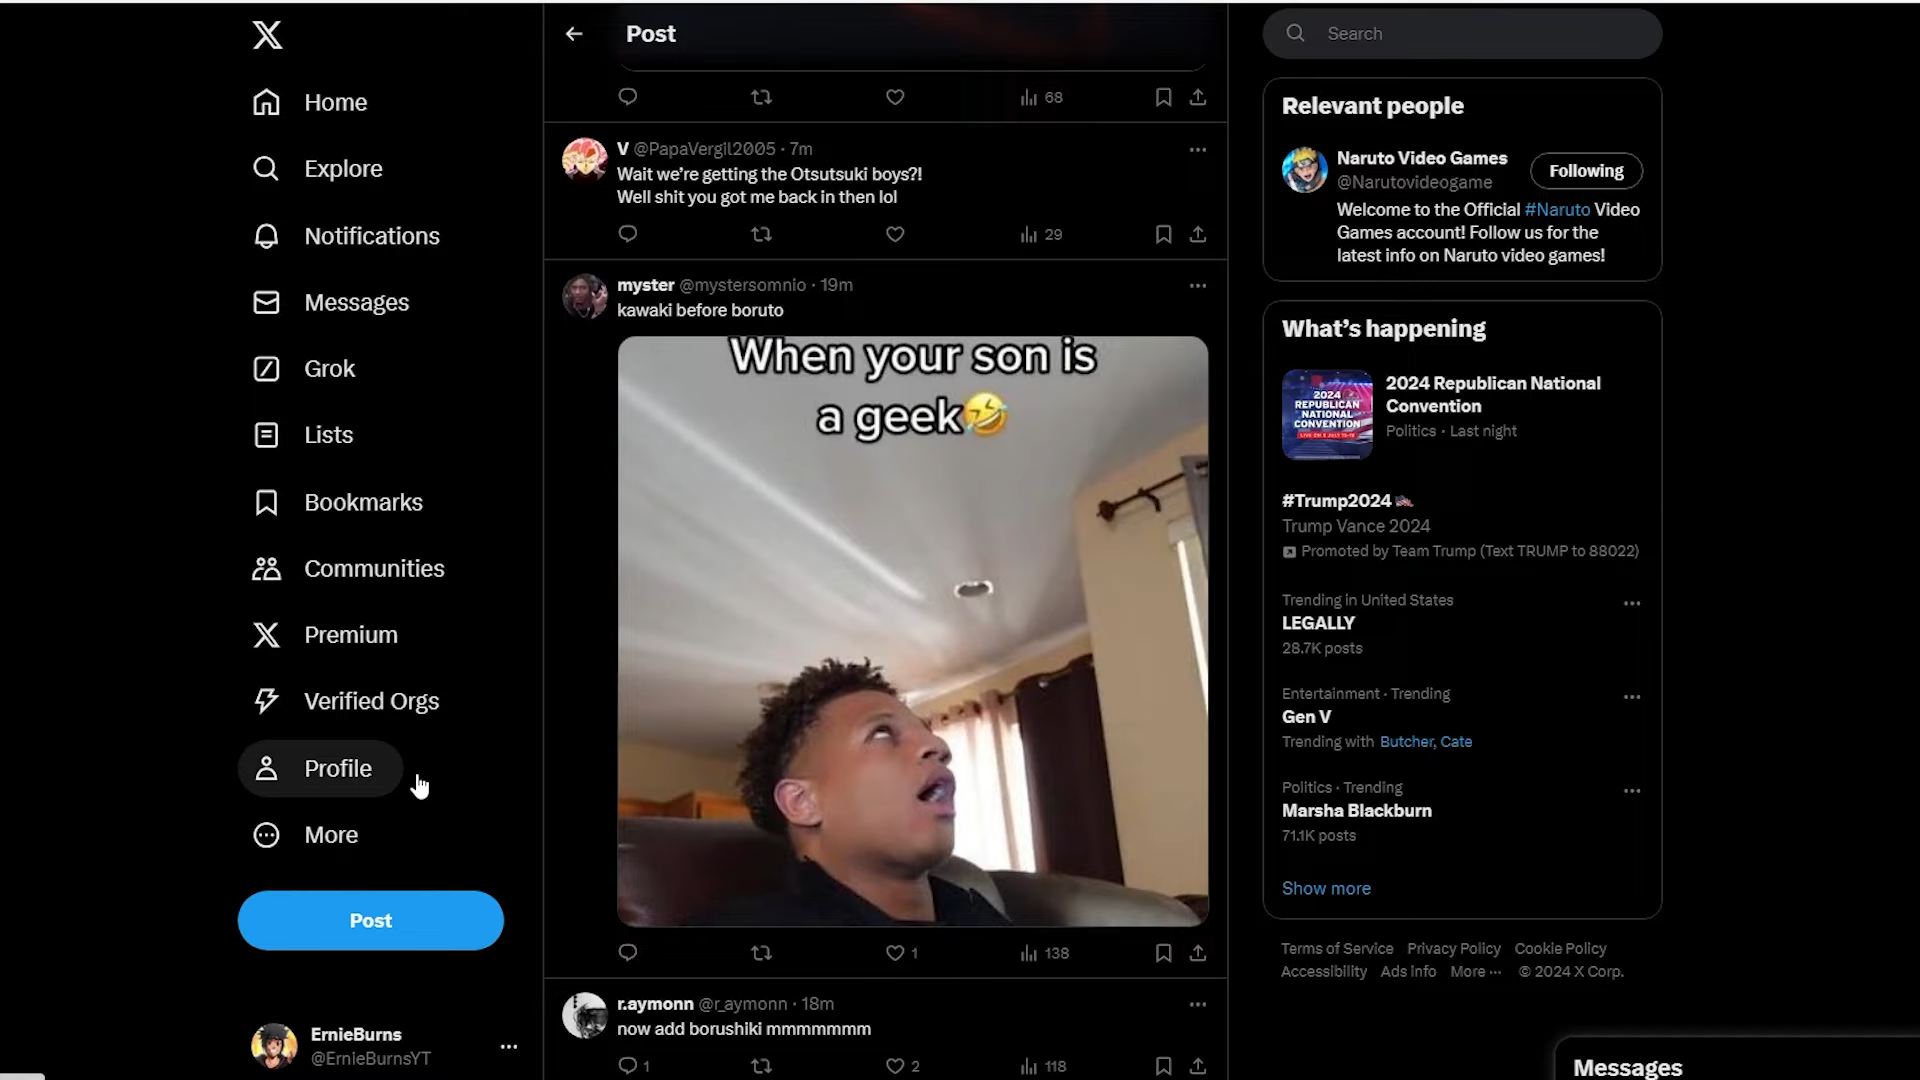 Home
Explore
Notifications
Messages
Grok
Lists
Bookmarks
Communities
Premium
Verified Orgs
Profile
More
Post
ErnieBurns
@ErnieBurnsYT
Post
68
V @PapaVergil2005 · 7m
Wait we're getting the Otsutsuki boys?!
Well shit you got me back in then lol
29
myster @mystersomnio · 19m
kawaki before boruto
When your son is
a geek🤣
1
138
r.aymonn @r_aymonn · 18m
now add borushiki mmmmmmm
1
2
118
Search
Relevant people
Naruto Video Games
@Narutovideogame
Following
Welcome to the Official #Naruto Video
Games account! Follow us for the
latest info on Naruto video games!
What's happening
2024
REPUBLICAN
NATIONAL
CONVENTION
2024 Republican National
Convention
Politics · Last night
#Trump2024
Trump Vance 2024
Promoted by Team Trump (Text TRUMP to 88022)
Trending in United States
LEGALLY
28.7K posts
Entertainment · Trending
Gen V
Trending with Butcher, Cate
Politics · Trending
Marsha Blackburn
71.1K posts
Show more
Terms of Service Privacy Policy Cookie Policy
Accessibility Ads info More ··· © 2024 X Corp.
Messages